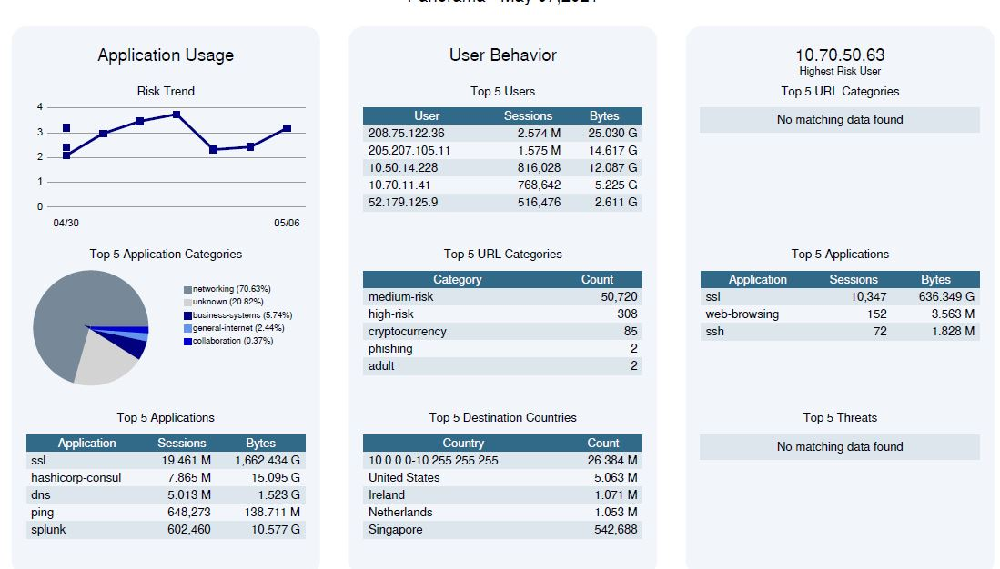 Panorama - May 07,2021
Application Usage
Risk Trend
4
3
2
1
0
04/30 05/06
Top 5 Application Categories
networking (70.63%)
unknown (20.82%)
business-systems (5.74%)
general-internet (2.44%)
collaboration (0.37%)
Top 5 Applications
Application Sessions Bytes
ssl 19.461 M 1,662.434 G
hashicorp-consul 7.865 M 15.095 G
dns 5.013 M 1.523 G
ping 648,273 138.711 M
splunk 602,460 10.577 G
User Behavior
Top 5 Users
User Sessions Bytes
208.75.122.36 2.574 M 25.030 G
205.207.105.11 1.575 M 14.617 G
10.50.14.228 816,028 12.087 G
10.70.11.41 768,642 5.225 G
52.179.125.9 516,476 2.611 G
Top 5 URL Categories
Category Count
medium-risk 50,720
high-risk 308
cryptocurrency 85
phishing 2
adult 2
Top 5 Destination Countries
Country Count
10.0.0.0-10.255.255.255 26.384 M
United States 5.063 M
Ireland 1.071 M
Netherlands 1.053 M
Singapore 542,688
10.70.50.63
Highest Risk User
Top 5 URL Categories
No matching data found
Top 5 Applications
Application Sessions Bytes
ssl 10,347 636.349 G
web-browsing 152 3.563 M
ssh 72 1.828 M
Top 5 Threats
No matching data found